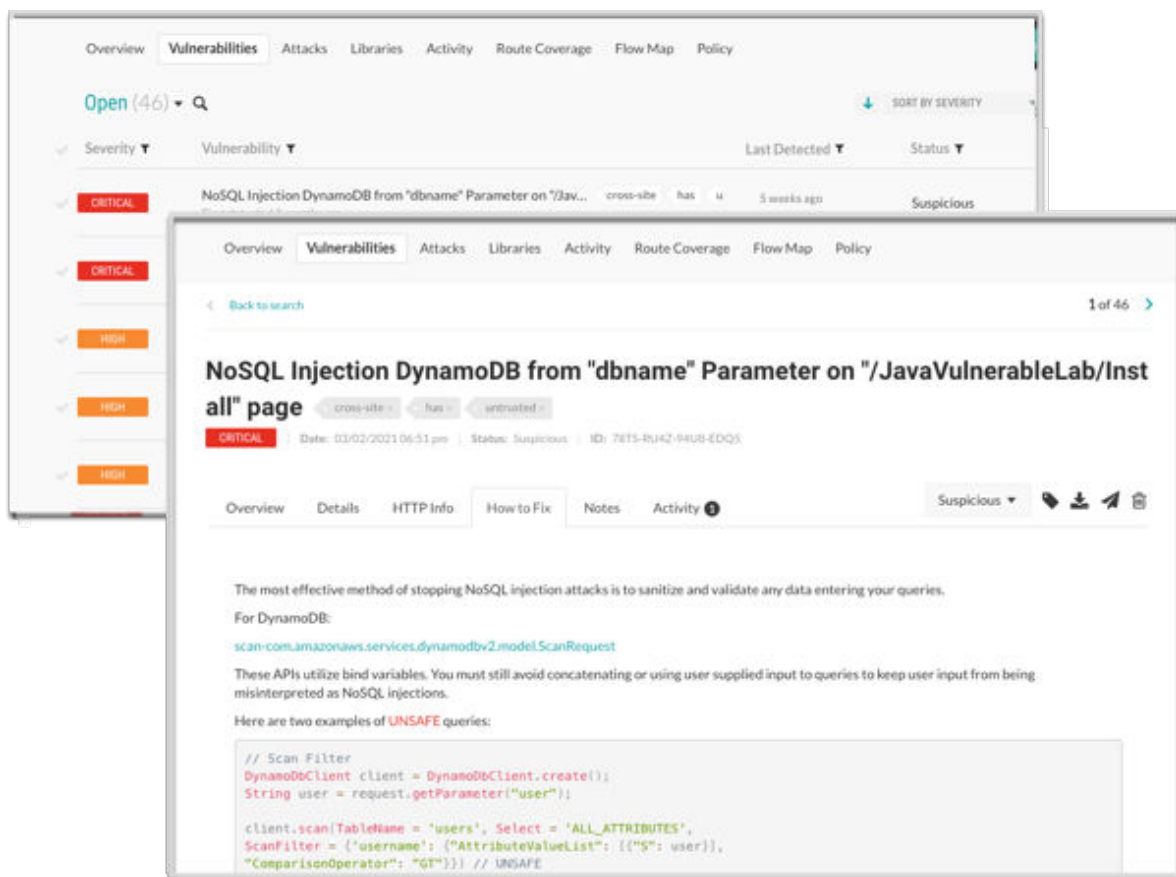 Overview Vulnerabilities Attacks Libraries Activity Route Coverage Flow Map Policy
Open (46)
SORT BY SEVERITY
Severity Vulnerability Last Detected Status
CRITICAL NoSQL Injection DynamoDB from "dbname" Parameter on "/Jav... cross-site has u 5 weeks ago Suspicious
CRITICAL
HIGH
HIGH
HIGH
Overview Vulnerabilities Attacks Libraries Activity Route Coverage Flow Map Policy
Back to search 1 of 46
NoSQL Injection DynamoDB from "dbname" Parameter on "/JavaVulnerableLab/Inst
all" page cross-site has untrusted
CRITICAL Date: 03/02/2021 06:51 pm Status: Suspicious ID:
Overview Details HTTP Info How to Fix Notes Activity 1 Suspicious
The most effective method of stopping NoSQL injection attacks is to sanitize and validate any data entering your queries.
For DynamoDB:
scan-com.amazonaws.services.dynamodbv2.model.ScanRequest
These APIs utilize bind variables. You must still avoid concatenating or using user supplied input to queries to keep user input from being
misinterpreted as NoSQL injections.
Here are two examples of UNSAFE queries:
// Scan Filter
DynamoDbClient client = DynamoDbClient.create();
String user = request.getParameter("user");
client.scan(TableName = 'users', Select = 'ALL_ATTRIBUTES',
ScanFilter = {'username': {"AttributeValueList": [{"S": user}],
"ComparisonOperator": "GT"}}) // UNSAFE